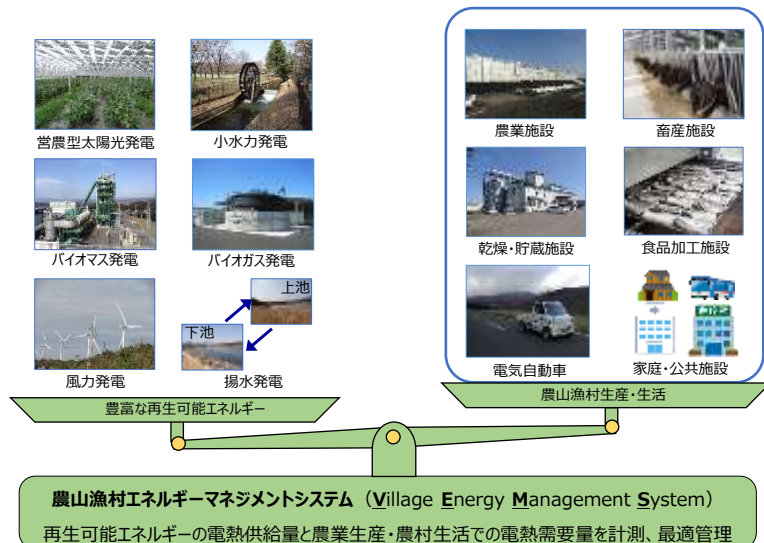 営農型太陽光発電
小水力発電
バイオマス発電
バイオガス発電
風力発電
上池
下池
揚水発電
農業施設
畜産施設
乾燥・貯蔵施設
食品加工施設
電気自動車
家庭・公共施設
豊富な再生可能エネルギー
農山漁村生産・生活
農山漁村エネルギーマネジメントシステム（Village Energy Management System）
再生可能エネルギーの電熱供給量と農業生産・農村生活での電熱需要量を計測、最適管理